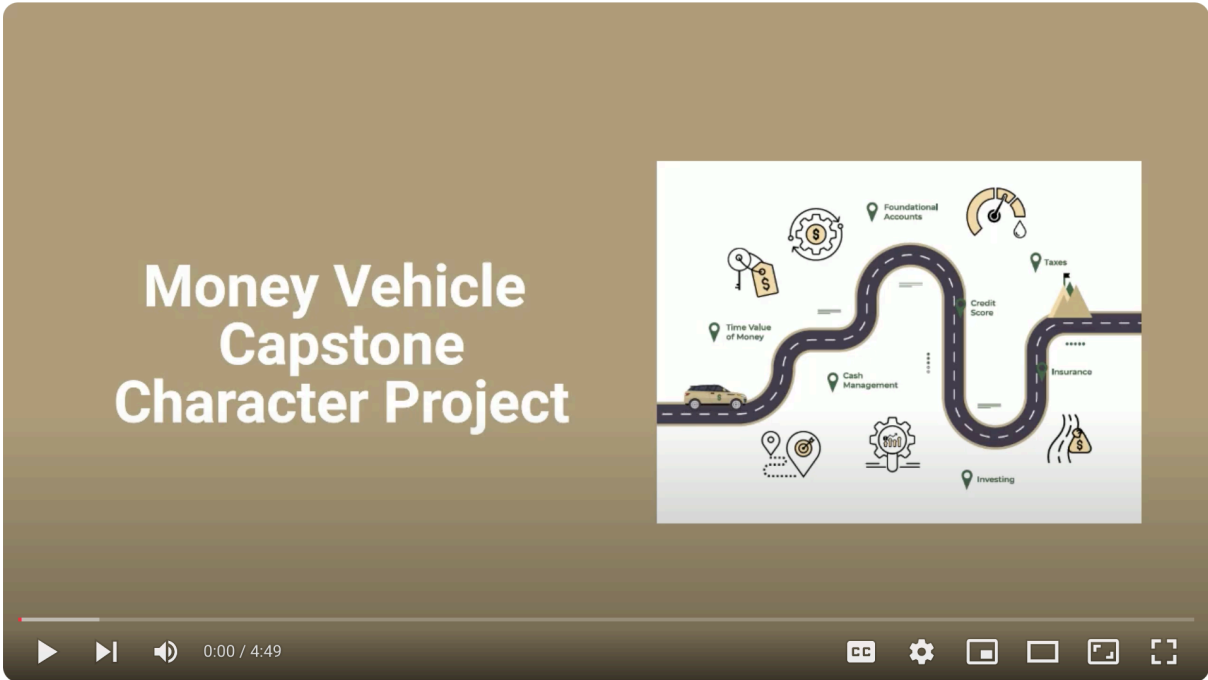 Money Vehicle
Capstone
Character Project
Foundational
Accounts
$
$
Taxes
Credit
Score
Time Value
of Money
Cash
Management
Insurance
$
$
Investing
0:00 / 4:49
CC